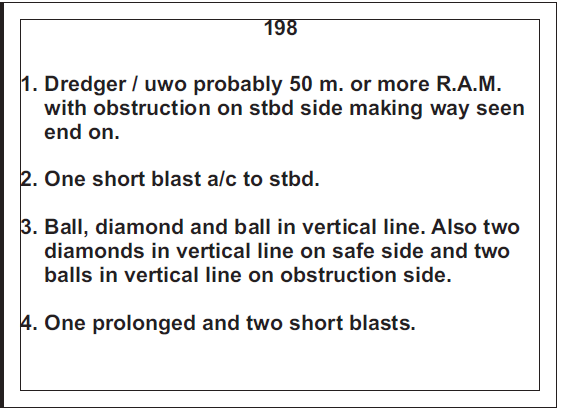 198
1. Dredger / uwo probably 50 m. or more R.A.M.
with obstruction on stbd side making way seen
end on.
2. One short blast a/c to stbd.
3. Ball, diamond and ball in vertical line. Also two
diamonds in vertical line on safe side and two
balls in vertical line on obstruction side.
4. One prolonged and two short blasts.